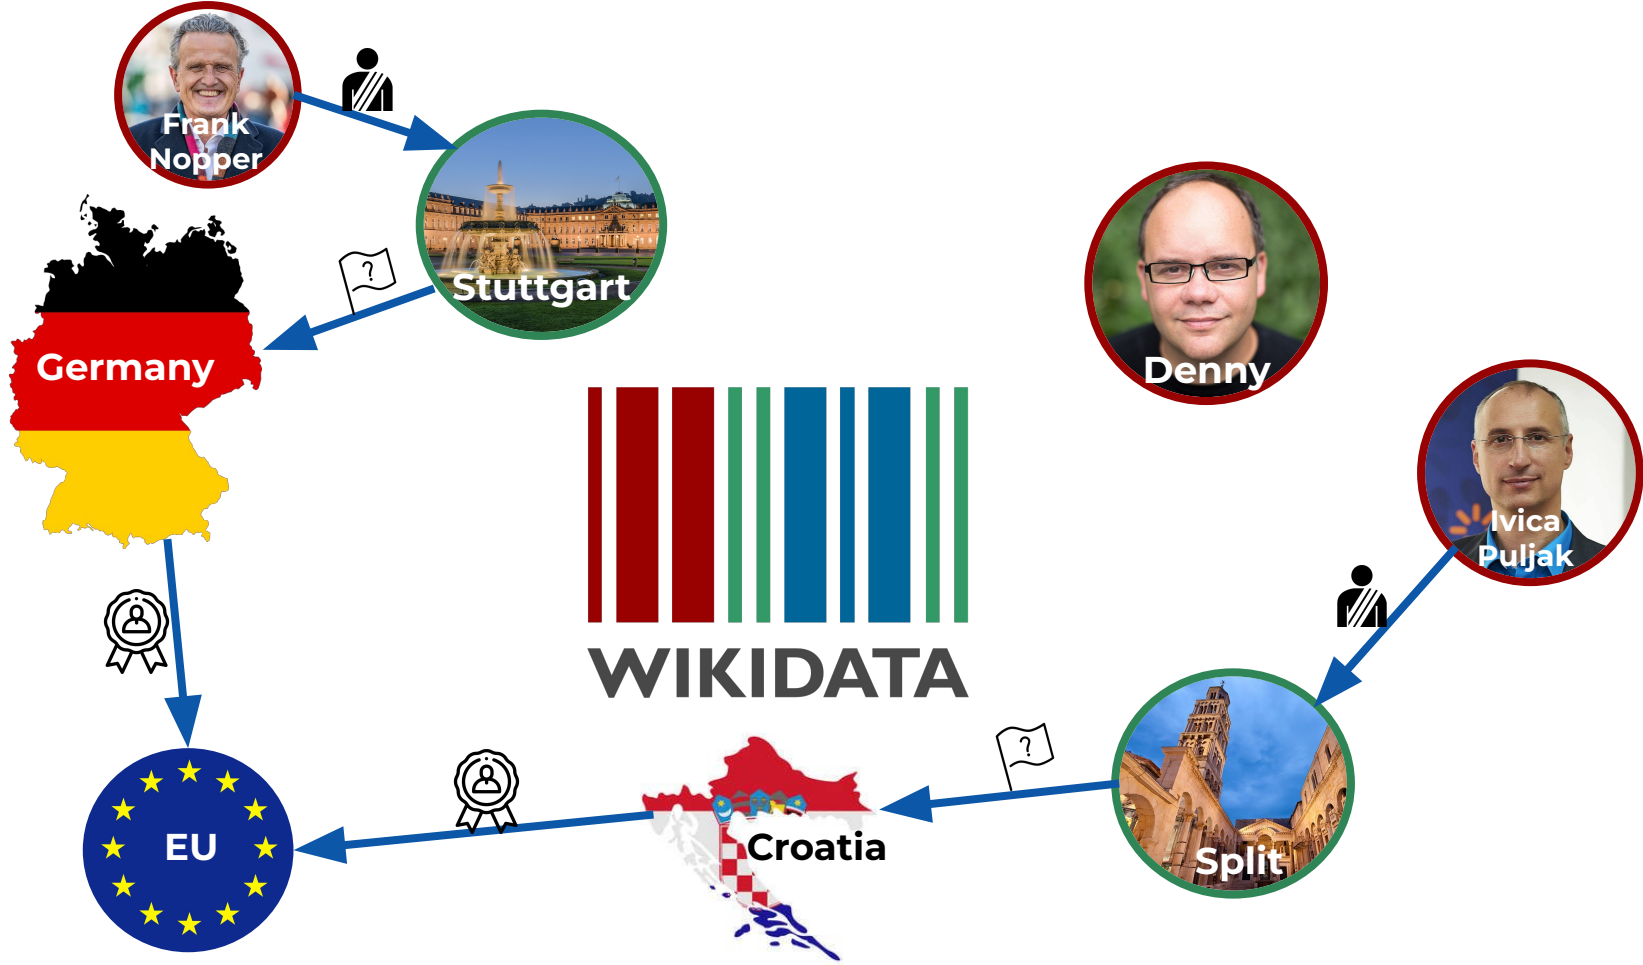 Frank
Nopper
?
Stuttgart
Germany
Denny
Ivica
Puljak
WIKIDATA
?
Croatia
EU
Split